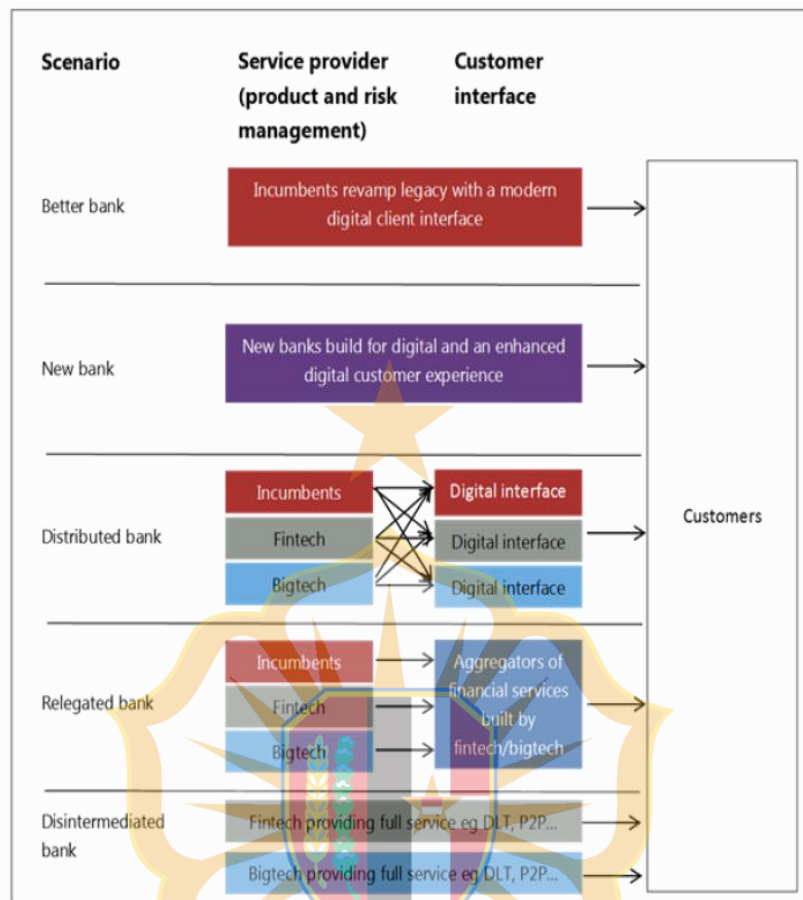 Scenario
Service provider
(product and risk
management)
Customer
interface
Better bank
Incumbents revamp legacy with a modern
digital client interface
New bank
New banks build for digital and an enhanced
digital customer experience
Distributed bank
Incumbents
Fintech
Bigtech
Digital interface
Digital interface
Digital interface
Customers
Relegated bank
Incumbents
Fintech
Bigtech
Aggregators of
financial services
built by
fintech/bigtech
Disintermediated
bank
Fintech providing full service eg DLT, P2P...
Bigtech providing full service eg DLT, P2P...